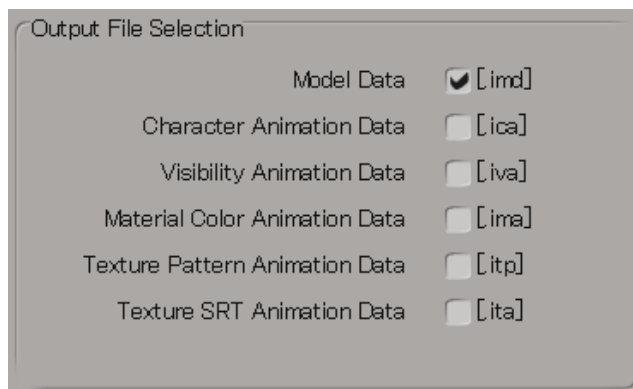 Output File Selection
Model Data [.imd]
Character Animation Data [.ica]
Visibility Animation Data [.iva]
Material Color Animation Data [.ima]
Texture Pattern Animation Data [.itp]
Texture SRT Animation Data [.ita]